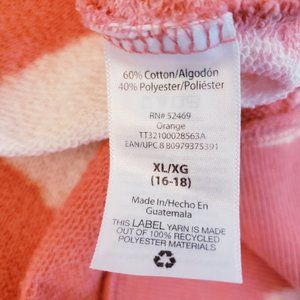 60% Cotton/Algodón
40% Polyester/Poliéster
RN# 52469
Orange
TT32100028563A
EAN/UPC 8 80979375391
XL/XG
(16-18)
Made In/Hecho En
Guatemala
THIS LABEL YARN IS MADE
OUT OF 100% RECYCLED
POLYESTER MATERIALS